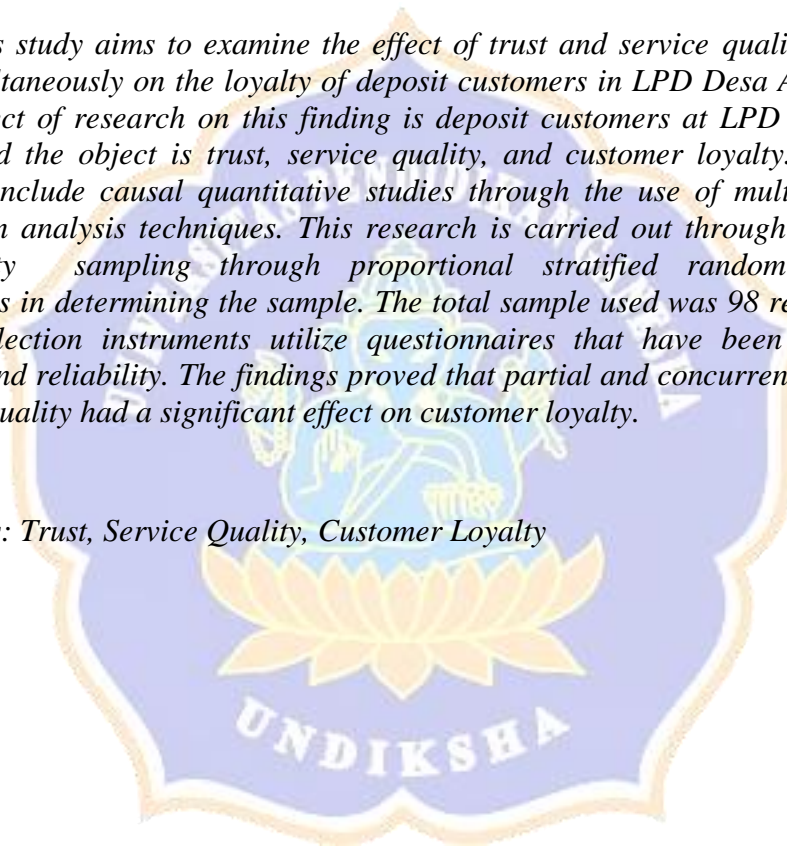 s study aims to examine the effect of trust and service quali
ltaneously on the loyalty of deposit customers in LPD Desa A
ect of research on this finding is deposit customers at LPD
d the object is trust, service quality, and customer loyalty.
nclude causal quantitative studies through the use of mult
n analysis techniques. This research is carried out through
ty sampling through proportional stratified random
s in determining the sample. The total sample used was 98 re
llection instruments utilize questionnaires that have been
nd reliability. The findings proved that partial and concurren
uality had a significant effect on customer loyalty.
: Trust, Service Quality, Customer Loyalty
UNIVERSITAS PENDIDIKAN GANESHA
UNDIKSHA